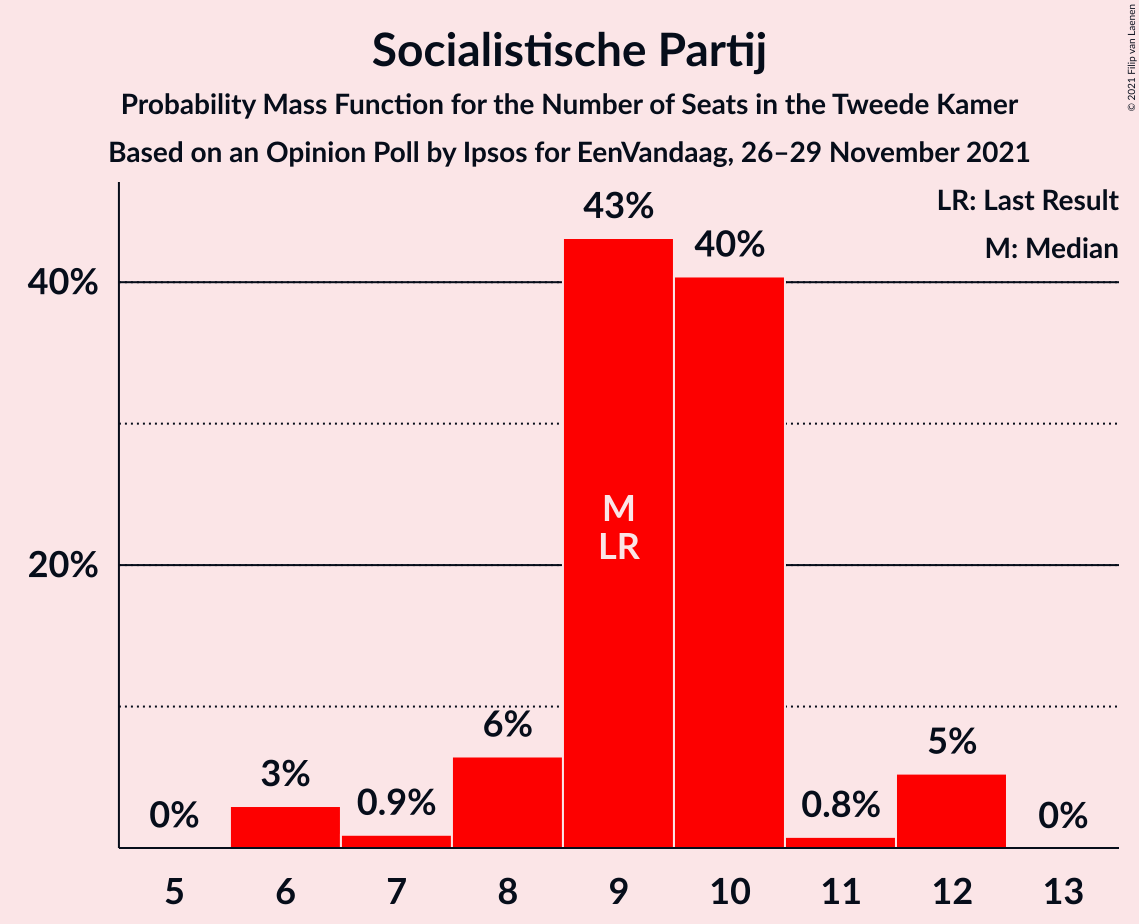 Socialistische Partij
Probability Mass Function for the Number of Seats in the Tweede Kamer
Based on an Opinion Poll by Ipsos for EenVandaag, 26–29 November 2021
© 2021 Filip van Laenen
LR: Last Result
M: Median
43%
40%
40%
M
LR
20%
6%
5%
3%
0.9%
0.8%
0%
0%
5 6 7 8 9 10 11 12 13